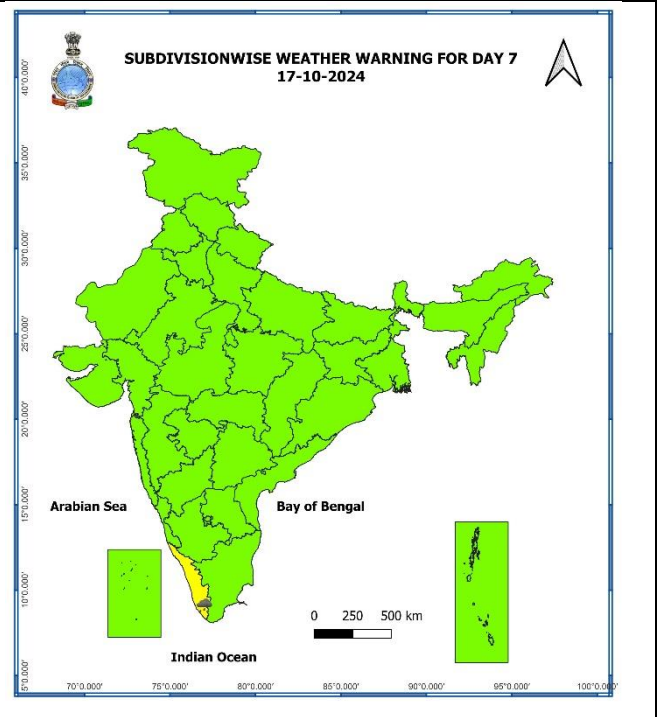 SUBDIVISIONWISE WEATHER WARNING FOR DAY 7
17-10-2024
40°0.000'
35°0.000'
30°0.000'
25°0.000'
20°0.000'
15°0.000'
10°0.000'
5°0.000'
Arabian Sea
Bay of Bengal
0 250 500 km
Indian Ocean
70°0.000' 75°0.000' 80°0.000' 85°0.000' 90°0.000' 95°0.000' 100°0.000'